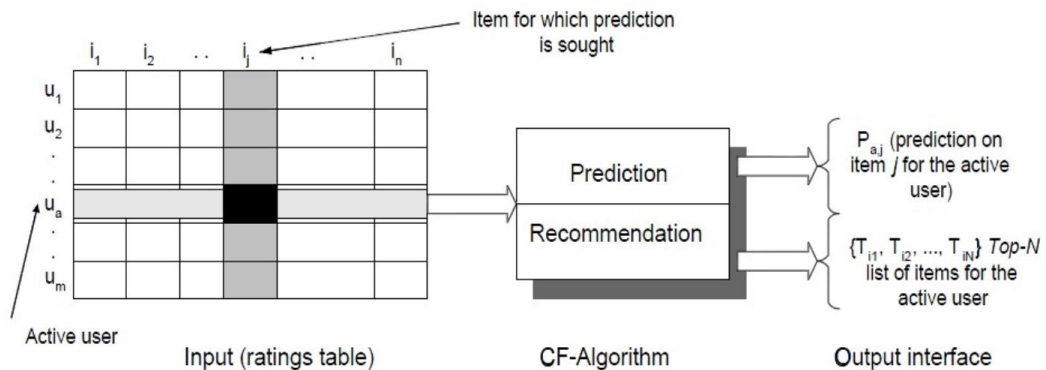 Item for which prediction
is sought
i1 i2 . . ij . . in
u1
u2
.
.
ua
.
.
um
Active user
Input (ratings table)
Prediction
Recommendation
CF-Algorithm
Pa,j (prediction on
item j for the active
user)
{Ti1, Ti2, ..., TiN} Top-N
list of items for the
active user
Output interface